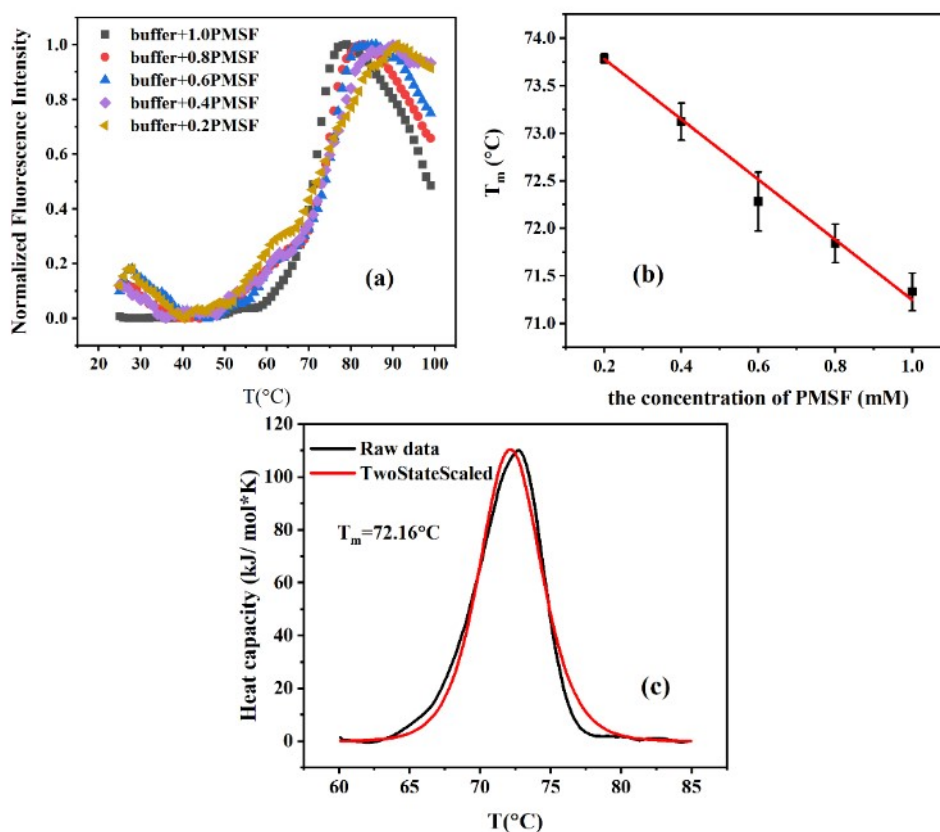 buffer+1.0PMSF
buffer+0.8PMSF
buffer+0.6PMSF
buffer+0.4PMSF
buffer+0.2PMSF
Normalized Fluorescence Intensity
1.0
0.8
0.6
0.4
0.2
0.0
(a)
20 30 40 50 60 70 80 90 100
T(°C)
Tm (°C)
74.0
73.5
73.0
72.5
72.0
71.5
71.0
(b)
0.2 0.4 0.6 0.8 1.0
the concentration of PMSF (mM)
Heat capacity (kJ/ mol*K)
120
110
100
80
60
40
20
0
Raw data
TwoStateScaled
Tm=72.16°C
(c)
60 65 70 75 80 85
T(°C)